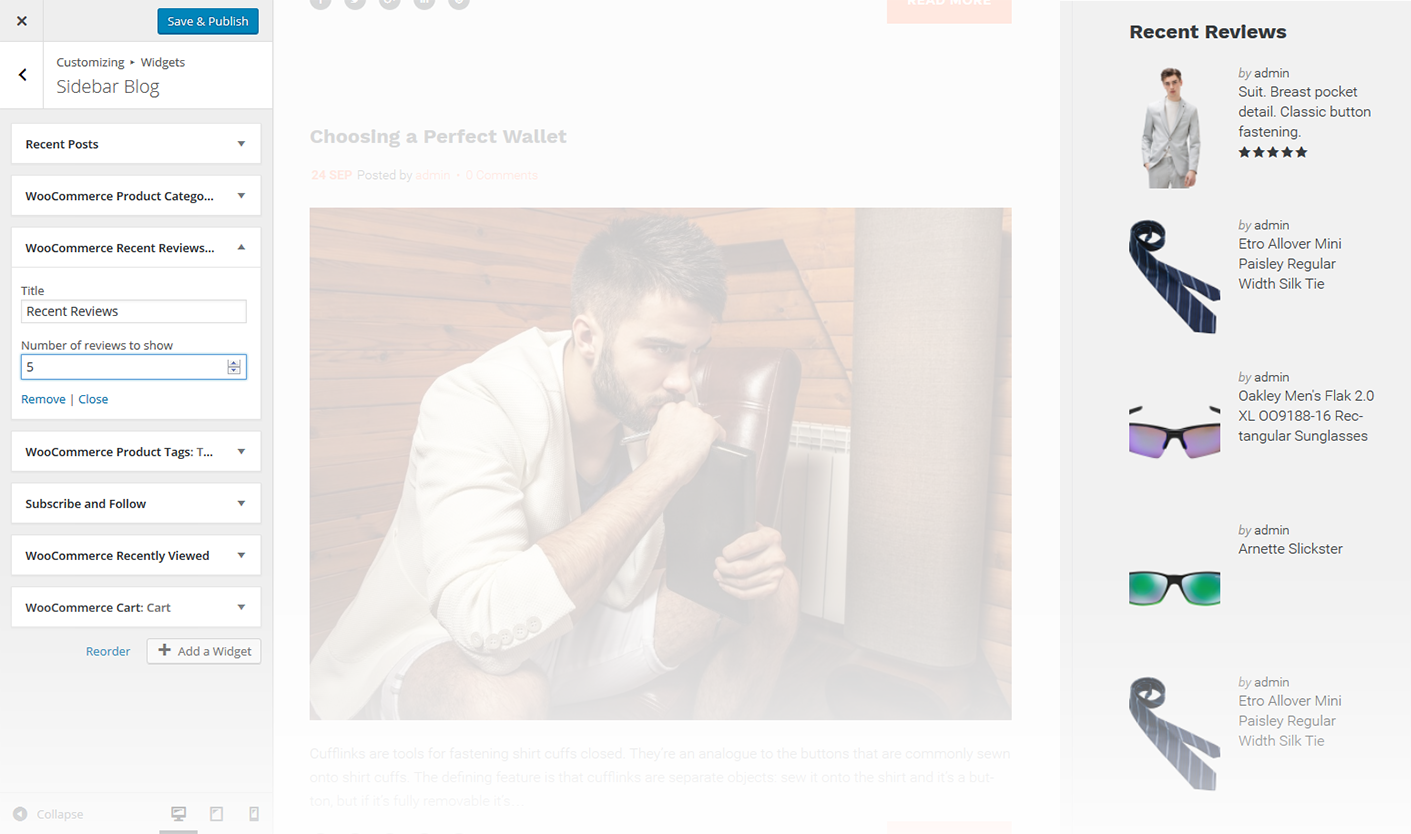 Save & Publish
Customizing ▸ Widgets
Sidebar Blog
Recent Posts
WooCommerce Product Catego...
WooCommerce Recent Reviews...
Title
Recent Reviews
Number of reviews to show
5
Remove | Close
WooCommerce Product Tags: T...
Subscribe and Follow
WooCommerce Recently Viewed
WooCommerce Cart: Cart
Reorder
Add a Widget
Collapse
READ MORE
Choosing a Perfect Wallet
24 SEP Posted by admin · 0 Comments
Cufflinks are tools for fastening shirt cuffs closed. They're an analogue to the buttons that are commonly sewn
onto shirt cuffs. The defining feature is that cufflinks are separate objects: sew it onto the shirt and it's a but-
ton, but if it's fully removable it's...
Recent Reviews
by admin
Suit. Breast pocket
detail. Classic button
fastening.
by admin
Etro Allover Mini
Paisley Regular
Width Silk Tie
by admin
Oakley Men's Flak 2.0
XL OO9188-16 Rec-
tangular Sunglasses
by admin
Arnette Slickster
by admin
Etro Allover Mini
Paisley Regular
Width Silk Tie